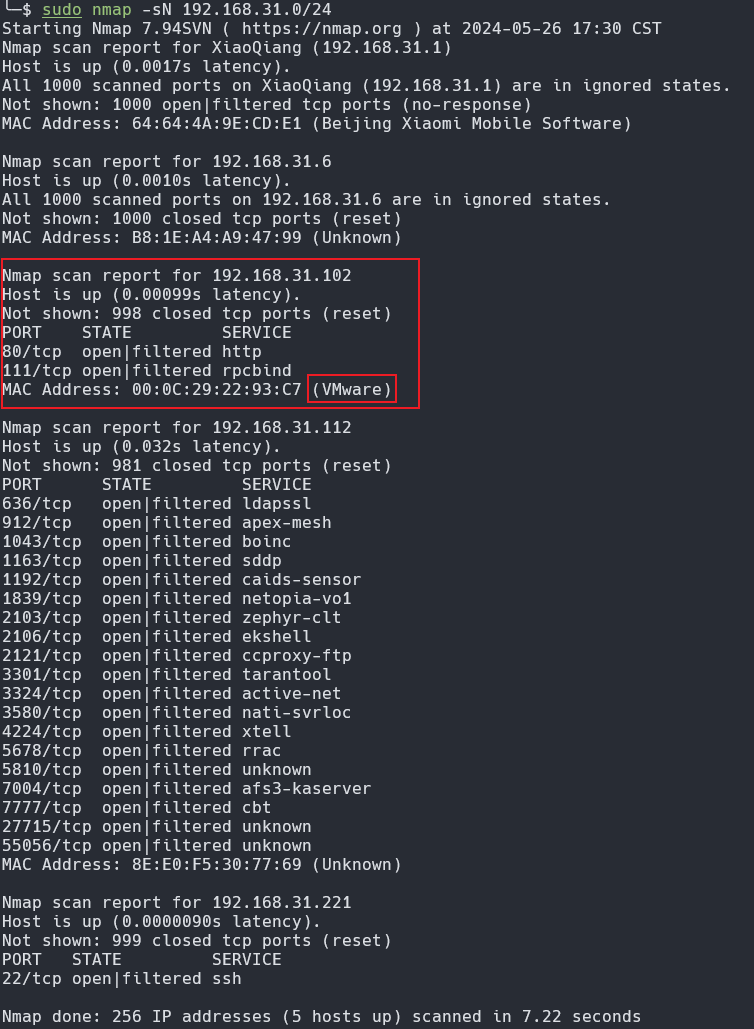 └─$ sudo nmap -sN 192.168.31.0/24
Starting Nmap 7.94SVN ( https://nmap.org ) at 2024-05-26 17:30 CST
Nmap scan report for XiaoQiang (192.168.31.1)
Host is up (0.0017s latency).
All 1000 scanned ports on XiaoQiang (192.168.31.1) are in ignored states.
Not shown: 1000 open|filtered tcp ports (no-response)
MAC Address: 64:64:4A:9E:CD:E1 (Beijing Xiaomi Mobile Software)

Nmap scan report for 192.168.31.6
Host is up (0.0010s latency).
All 1000 scanned ports on 192.168.31.6 are in ignored states.
Not shown: 1000 closed tcp ports (reset)
MAC Address: B8:1E:A4:A9:47:99 (Unknown)

Nmap scan report for 192.168.31.102
Host is up (0.00099s latency).
Not shown: 998 closed tcp ports (reset)
PORT    STATE         SERVICE
80/tcp  open|filtered http
111/tcp open|filtered rpcbind
MAC Address: 00:0C:29:22:93:C7 (VMware)

Nmap scan report for 192.168.31.112
Host is up (0.032s latency).
Not shown: 981 closed tcp ports (reset)
PORT      STATE         SERVICE
636/tcp   open|filtered ldapssl
912/tcp   open|filtered apex-mesh
1043/tcp  open|filtered boinc
1163/tcp  open|filtered sddp
1192/tcp  open|filtered caids-sensor
1839/tcp  open|filtered netopia-vo1
2103/tcp  open|filtered zephyr-clt
2106/tcp  open|filtered ekshell
2121/tcp  open|filtered ccproxy-ftp
3301/tcp  open|filtered tarantool
3324/tcp  open|filtered active-net
3580/tcp  open|filtered nati-svrloc
4224/tcp  open|filtered xtell
5678/tcp  open|filtered rrac
5810/tcp  open|filtered unknown
7004/tcp  open|filtered afs3-kaserver
7777/tcp  open|filtered cbt
27715/tcp open|filtered unknown
55056/tcp open|filtered unknown
MAC Address: 8E:E0:F5:30:77:69 (Unknown)

Nmap scan report for 192.168.31.221
Host is up (0.0000090s latency).
Not shown: 999 closed tcp ports (reset)
PORT   STATE         SERVICE
22/tcp open|filtered ssh

Nmap done: 256 IP addresses (5 hosts up) scanned in 7.22 seconds